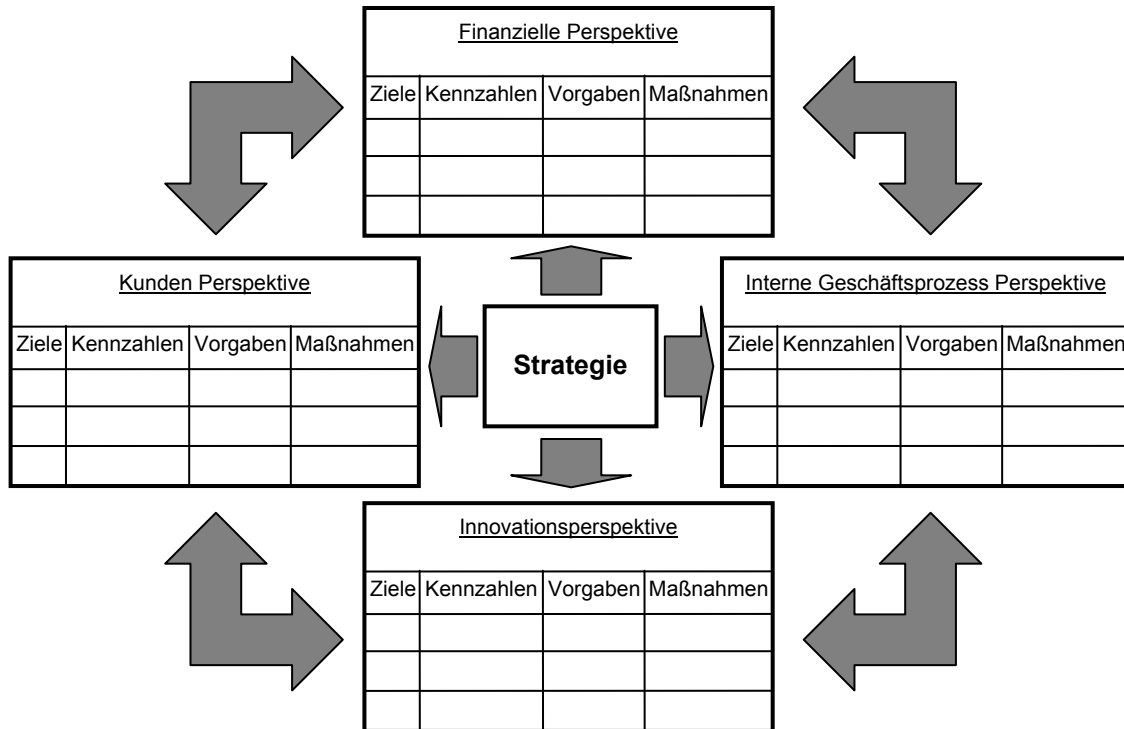 Finanzielle Perspektive
Ziele Kennzahlen Vorgaben Maßnahmen
Kunden Perspektive
Ziele Kennzahlen Vorgaben Maßnahmen
Strategie
Interne Geschäftsprozess Perspektive
Ziele Kennzahlen Vorgaben Maßnahmen
Innovationsperspektive
Ziele Kennzahlen Vorgaben Maßnahmen